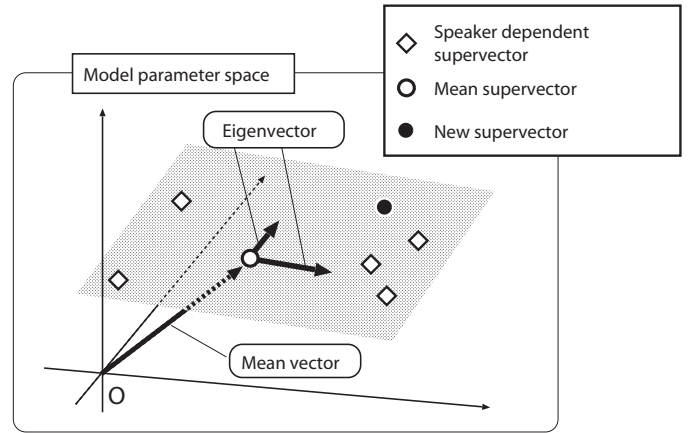 Speaker dependent
supervector
Mean supervector
New supervector
Model parameter space
Eigenvector
Mean vector
O